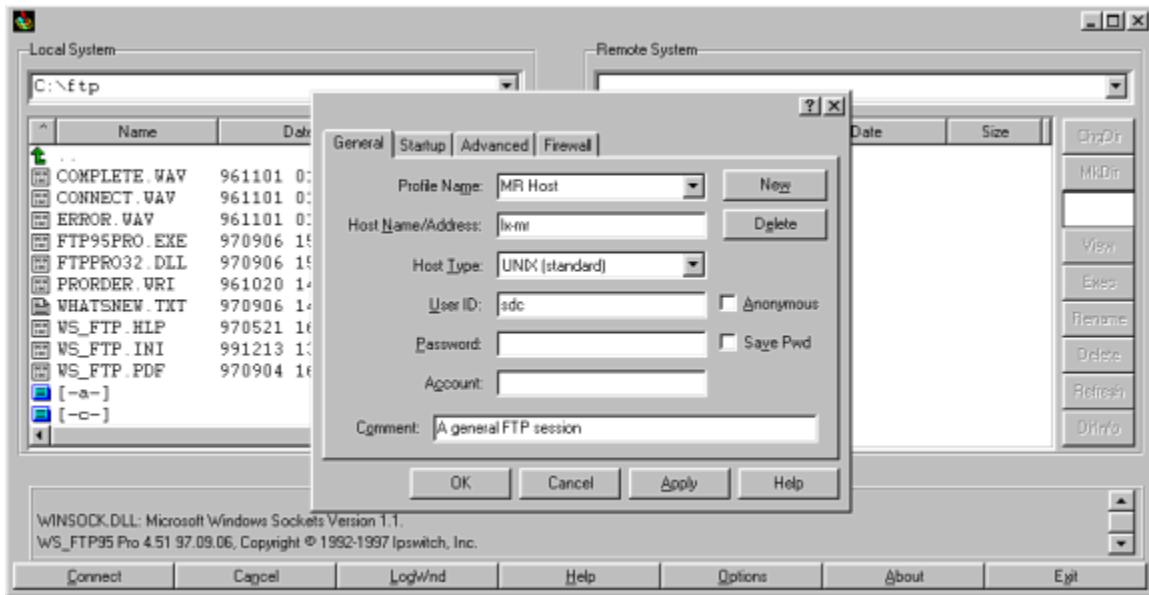 Local System
Remote System
C:\ftp
^ Name
Date Size
General Startup Advanced Firewall
..
COMPLETE.WAV 961101
CONNECT.WAV 961101
ERROR.WAV 961101
FTP95PRO.EXE 970906
FTPPRO32.DLL 970906
PRORDER.WRI 961020
WHATSNEW.TXT 970906
WS_FTP.HLP 970521
WS_FTP.INI 991213
WS_FTP.PDF 970904
[-a-]
[-c-]
Profile Name: MR Host New
Host Name/Address: lx-mr Delete
Host Type: UNIX (standard)
User ID: sdc Anonymous
Password: Save Pwd
Account:
Comment: A general FTP session
OK Cancel Apply Help
ChgDir
MkDir
View
Exec
Rename
Delete
Refresh
DirInfo
WINSOCK.DLL: Microsoft Windows Sockets Version 1.1.
WS_FTP95 Pro 4.51 97.09.06, Copyright © 1992-1997 Ipswitch, Inc.
Connect Cancel LogWnd Help Options About Exit